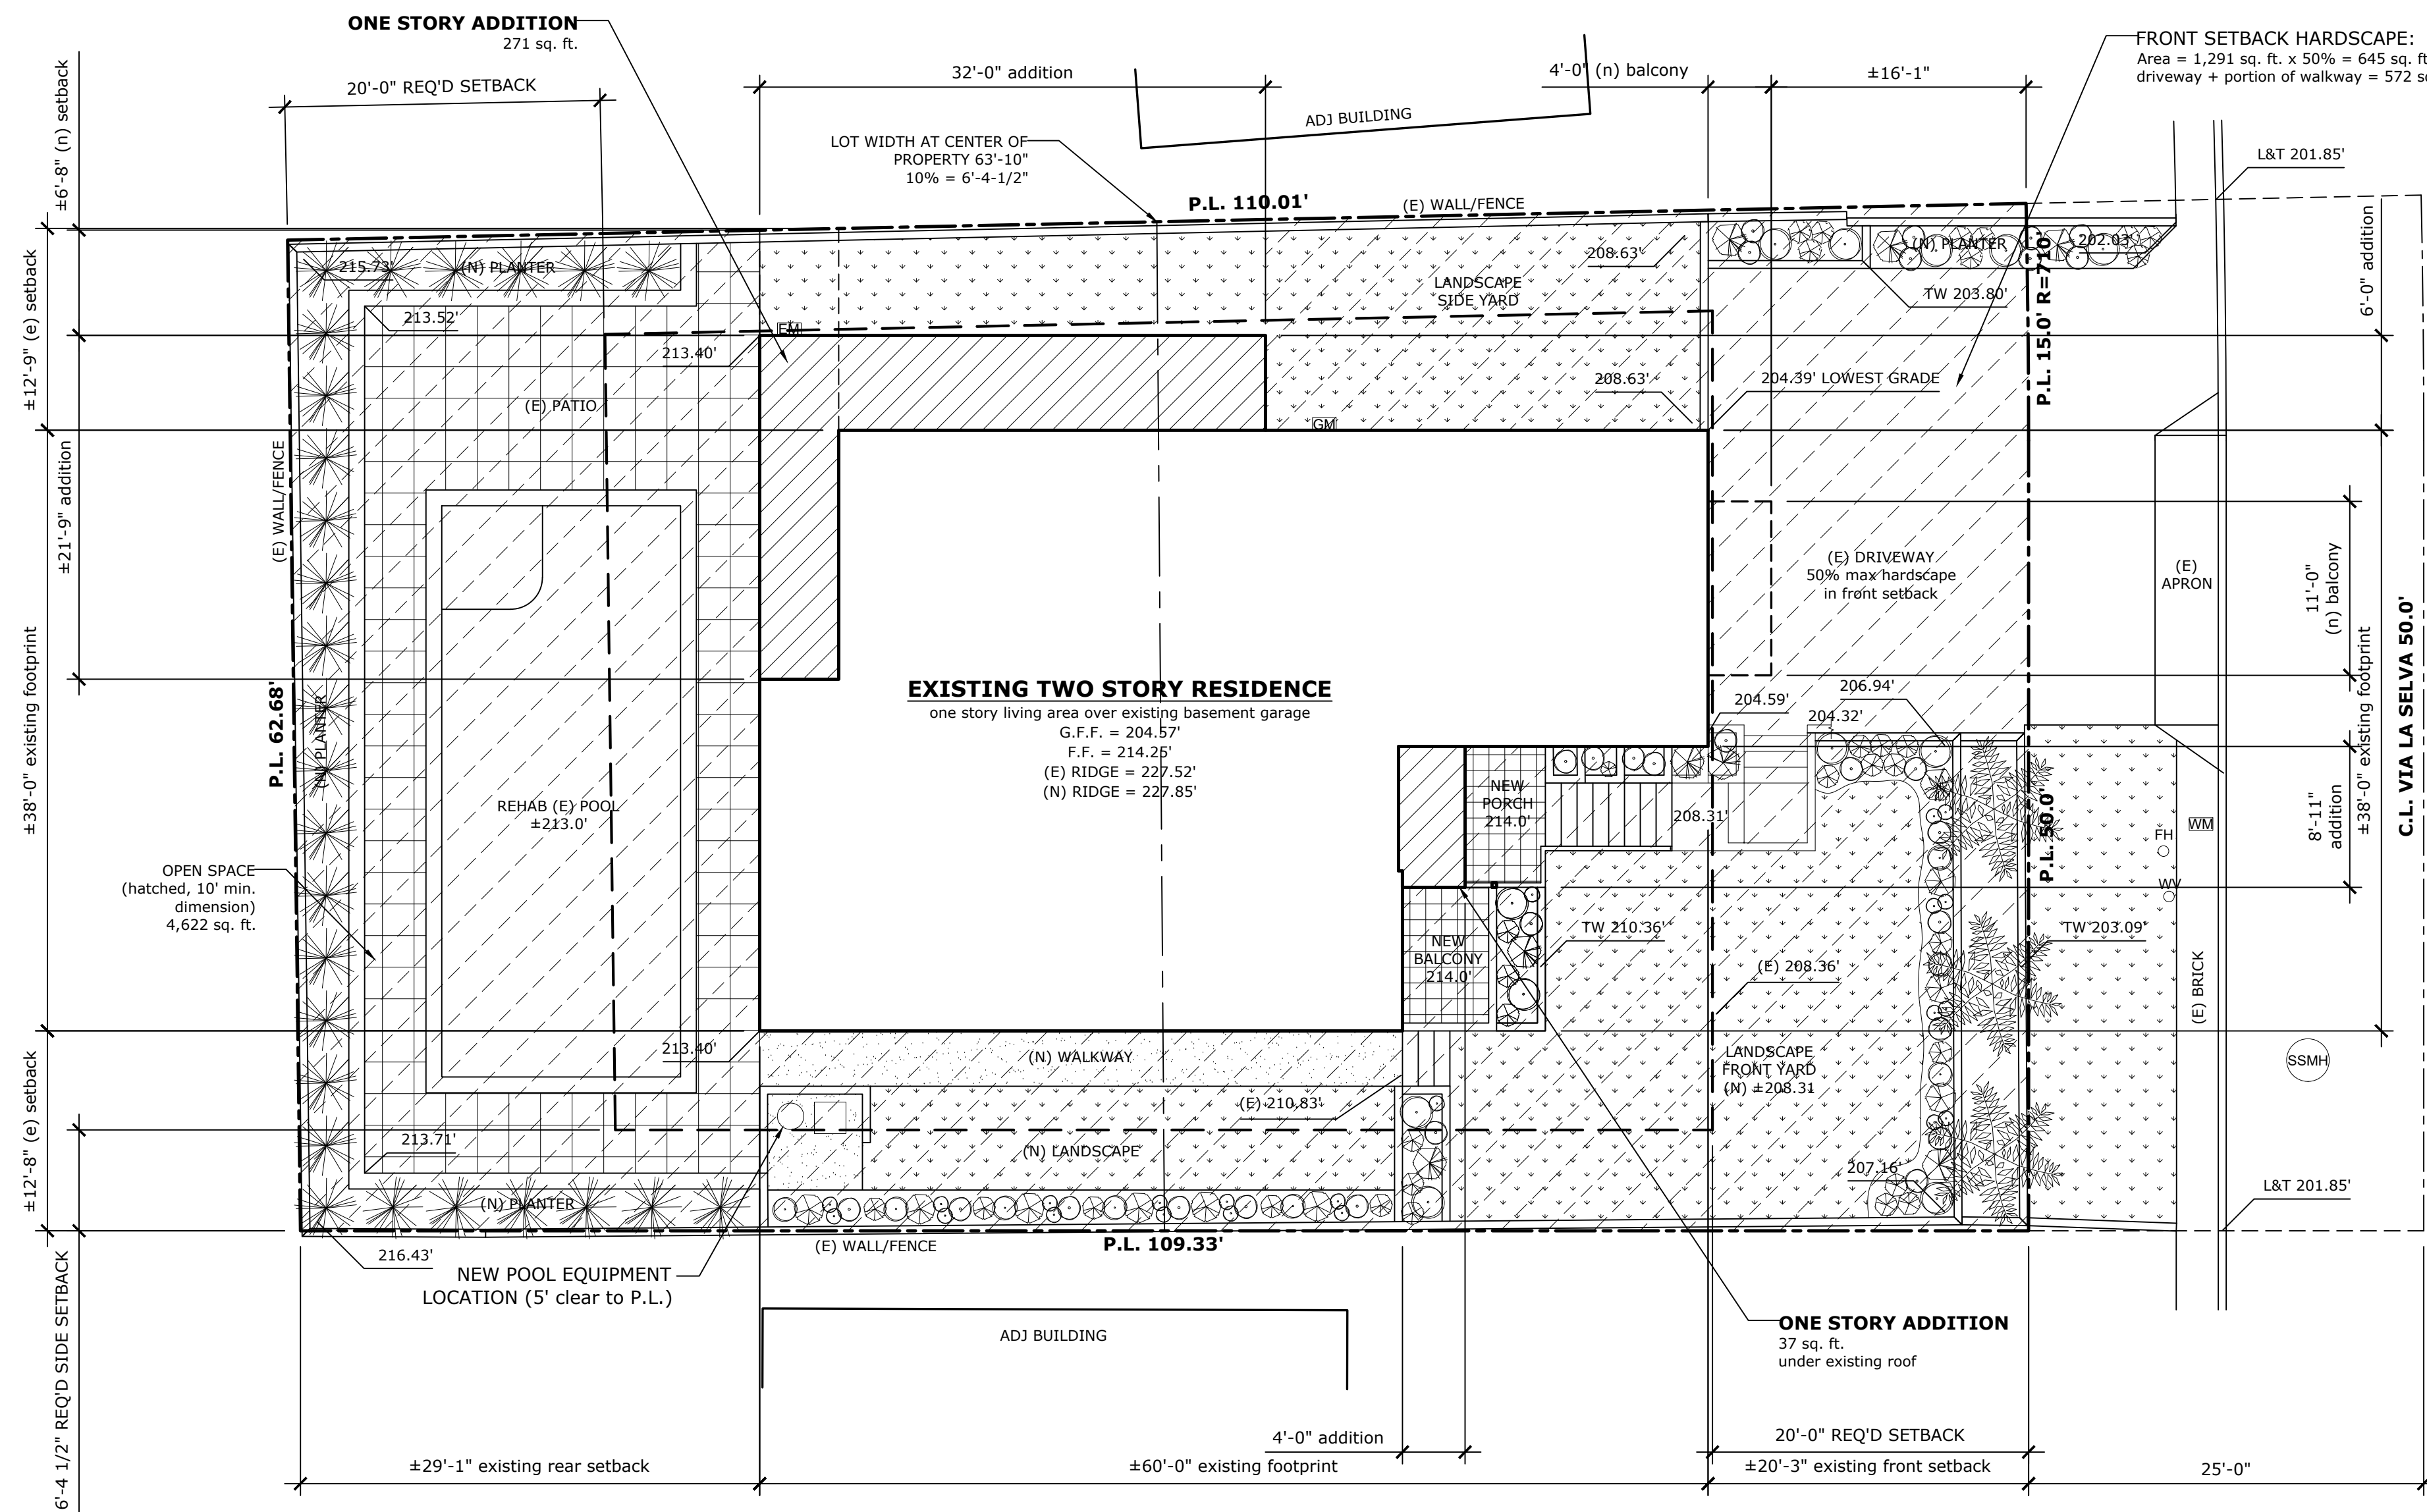 ONE STORY ADDITION
271 sq. ft.
20'-0" REQ'D SETBACK
32'-0" addition
4'-0" (n) balcony
±16'-1"
FRONT SETBACK HARDSCAPE:
Area = 1,291 sq. ft. x 50% = 645 sq. ft
driveway + portion of walkway = 572 s
ADJ BUILDING
LOT WIDTH AT CENTER OF
PROPERTY 63'-10"
10% = 6'-4-1/2"
L&T 201.85'
P.L. 110.01'
(E) WALL/FENCE
±6'-8" (n) setback
±12'-9" (e) setback
±21'-9" addition
±38'-0" existing footprint
±12'-8" (e) setback
6'-4 1/2" REQ'D SIDE SETBACK
215.73'
(N) PLANTER
213.52'
208.63'
LANDSCAPE
SIDE YARD
(N) PLANTER
202.03'
TW 203.80'
P.L. 15.0' R=710'
6'-0" addition
EM
213.40'
(E) PATIO
208.63'
204.39' LOWEST GRADE
GM
(E) WALL/FENCE
(E) DRIVEWAY
50% max hardscape
in front setback
(E)
APRON
11'-0"
(n) balcony
±38'-0" existing footprint
C.L. VIA LA SELVA 50.0'
P.L. 62.68'
(N) PLANTER
EXISTING TWO STORY RESIDENCE
one story living area over existing basement garage
G.F.F. = 204.57'
F.F. = 214.25'
(E) RIDGE = 227.52'
(N) RIDGE = 227.85'
204.59'
206.94'
204.32'
REHAB (E) POOL
±213.0'
NEW
PORCH
214.0'
208.31'
P.L. 50.0'
FH
WM
WV
8'-11"
addition
OPEN SPACE
(hatched, 10' min.
dimension)
4,622 sq. ft.
NEW
BALCONY
214.0'
TW 210.36'
(E) 208.36'
TW 203.09'
(E) BRICK
213.40'
(N) WALKWAY
LANDSCAPE
FRONT YARD
(N) ±208.31
SSMH
(E) 210.83'
213.71'
(N) LANDSCAPE
207.16'
L&T 201.85'
(N) PLANTER
216.43'
(E) WALL/FENCE
P.L. 109.33'
NEW POOL EQUIPMENT
LOCATION (5' clear to P.L.)
ADJ BUILDING
ONE STORY ADDITION
37 sq. ft.
under existing roof
4'-0" addition
20'-0" REQ'D SETBACK
±29'-1" existing rear setback
±60'-0" existing footprint
±20'-3" existing front setback
25'-0"